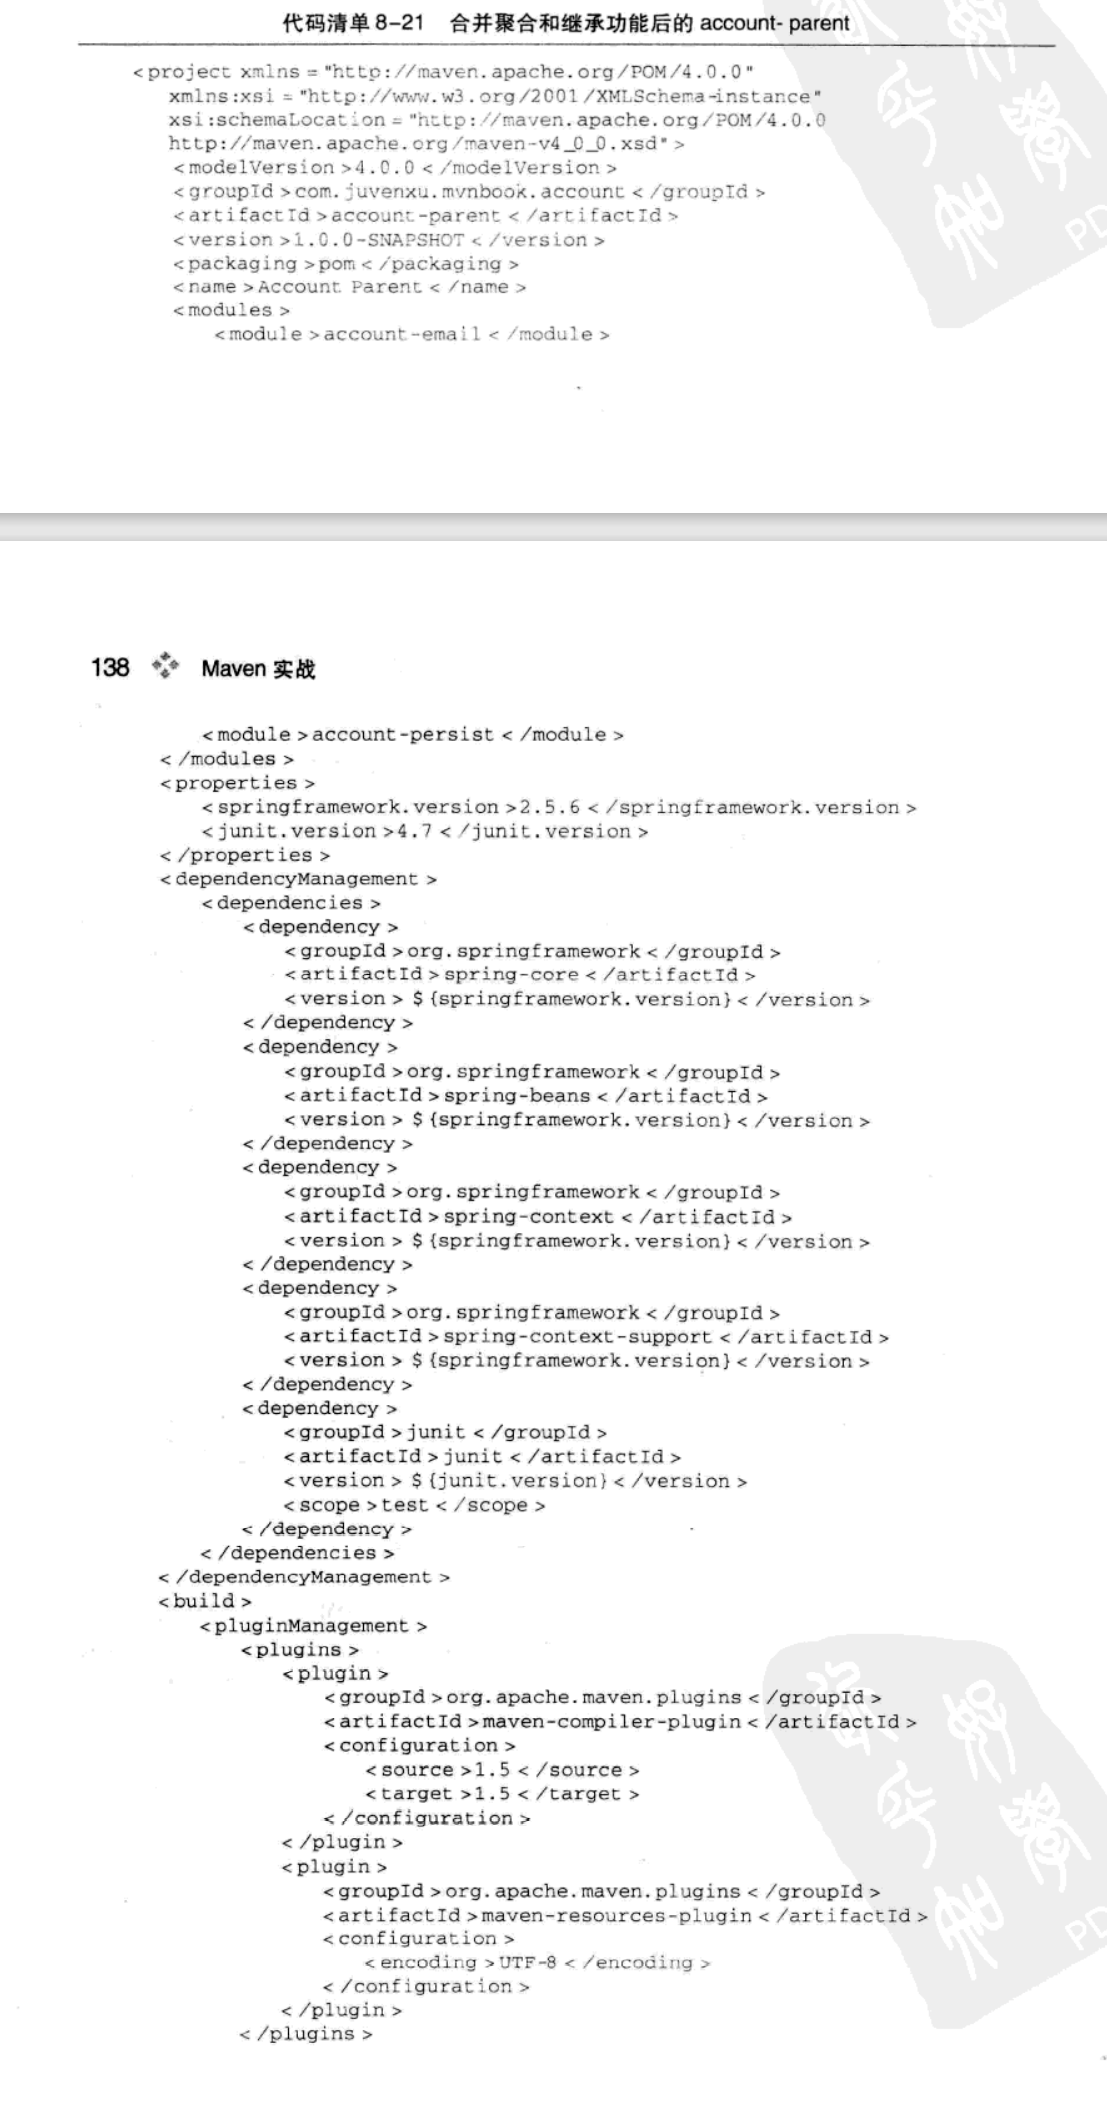 代码清单 8-21 合并聚合和继承功能后的 account- parent
<project xmlns = "http://maven.apache.org/POM/4.0.0"
xmlns:xsi = "http://www.w3.org/2001/XMLSchema-instance"
xsi:schemaLocation = "http://maven.apache.org/POM/4.0.0
http://maven.apache.org/maven-v4_0_0.xsd" >
<modelVersion >4.0.0 < /modelVersion >
<groupId >com.juvenxu.mvnbook.account < /groupId >
<artifactId >account-parent < /artifactId >
<version >1.0.0-SNAPSHOT < /version >
<packaging >pom < /packaging >
<name >Account Parent < /name >
<modules >
<module >account-email < /module >
138 Maven 实战
<module >account-persist < /module >
< /modules >
<properties >
<springframework.version >2.5.6 < /springframework.version >
<junit.version >4.7 < /junit.version >
< /properties >
<dependencyManagement >
<dependencies >
<dependency >
<groupId >org.springframework < /groupId >
<artifactId >spring-core < /artifactId >
<version > $ {springframework.version} < /version >
< /dependency >
<dependency >
<groupId >org.springframework < /groupId >
<artifactId >spring-beans < /artifactId >
<version > $ {springframework.version} < /version >
< /dependency >
<dependency >
<groupId >org.springframework < /groupId >
<artifactId >spring-context < /artifactId >
<version > $ {springframework.version} < /version >
< /dependency >
<dependency >
<groupId >org.springframework < /groupId >
<artifactId >spring-context-support < /artifactId >
<version > $ {springframework.version} < /version >
< /dependency >
<dependency >
<groupId >junit < /groupId >
<artifactId >junit < /artifactId >
<version > $ {junit.version} < /version >
<scope >test < /scope >
< /dependency >
< /dependencies >
< /dependencyManagement >
<build >
<pluginManagement >
<plugins >
<plugin >
<groupId >org.apache.maven.plugins < /groupId >
<artifactId >maven-compiler-plugin < /artifactId >
<configuration >
<source >1.5 < /source >
<target >1.5 < /target >
< /configuration >
< /plugin >
<plugin >
<groupId >org.apache.maven.plugins < /groupId >
<artifactId >maven-resources-plugin < /artifactId >
<configuration >
<encoding >UTF-8 < /encoding >
< /configuration >
< /plugin >
< /plugins >